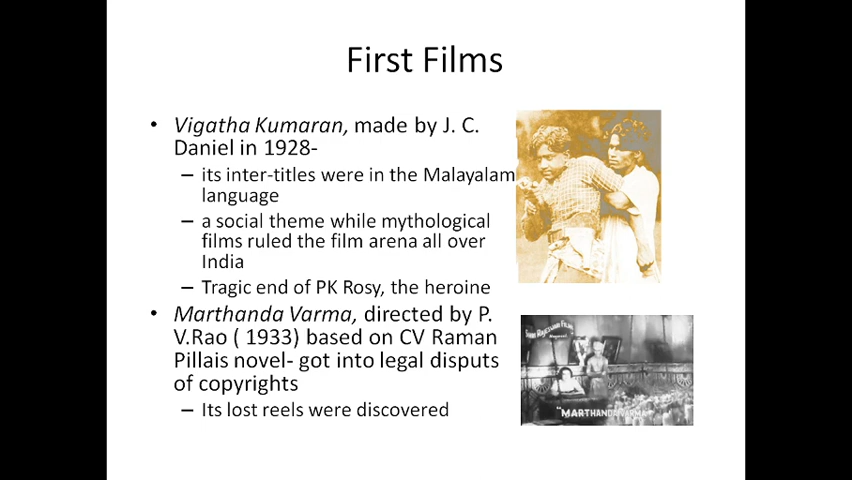 First Films
• Vigatha Kumaran, made by J. C.
Daniel in 1928-
– its inter-titles were in the Malayalam
language
– a social theme while mythological
films ruled the film arena all over
India
– Tragic end of PK Rosy, the heroine
• Marthanda Varma, directed by P.
V.Rao ( 1933) based on CV Raman
Pillais novel- got into legal disputs
of copyrights
– Its lost reels were discovered
"MARTHANDA VARMA"